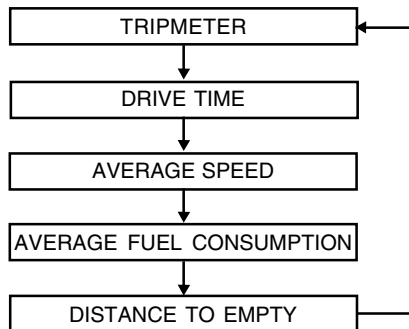 TRIPMETER
DRIVE TIME
AVERAGE SPEED
AVERAGE FUEL CONSUMPTION
DISTANCE TO EMPTY